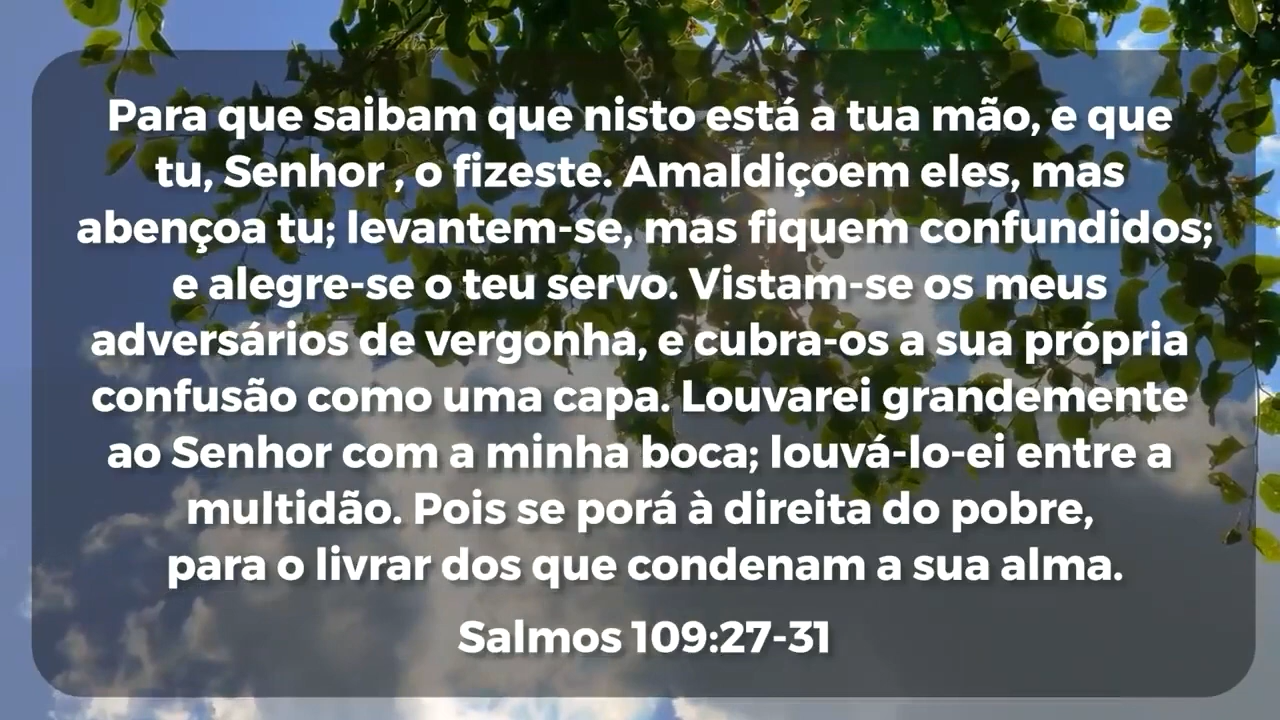 Para que saibam que nisto está a tua mão, e que
tu, Senhor , o fizeste. Amaldiçoem eles, mas
abençoa tu; levantem-se, mas fiquem confundidos;
e alegre-se o teu servo. Vistam-se os meus
adversários de vergonha, e cubra-os a sua própria
confusão como uma capa. Louvarei grandemente
ao Senhor com a minha boca; louvá-lo-ei entre a
multidão. Pois se porá à direita do pobre,
para o livrar dos que condenam a sua alma.
Salmos 109:27-31